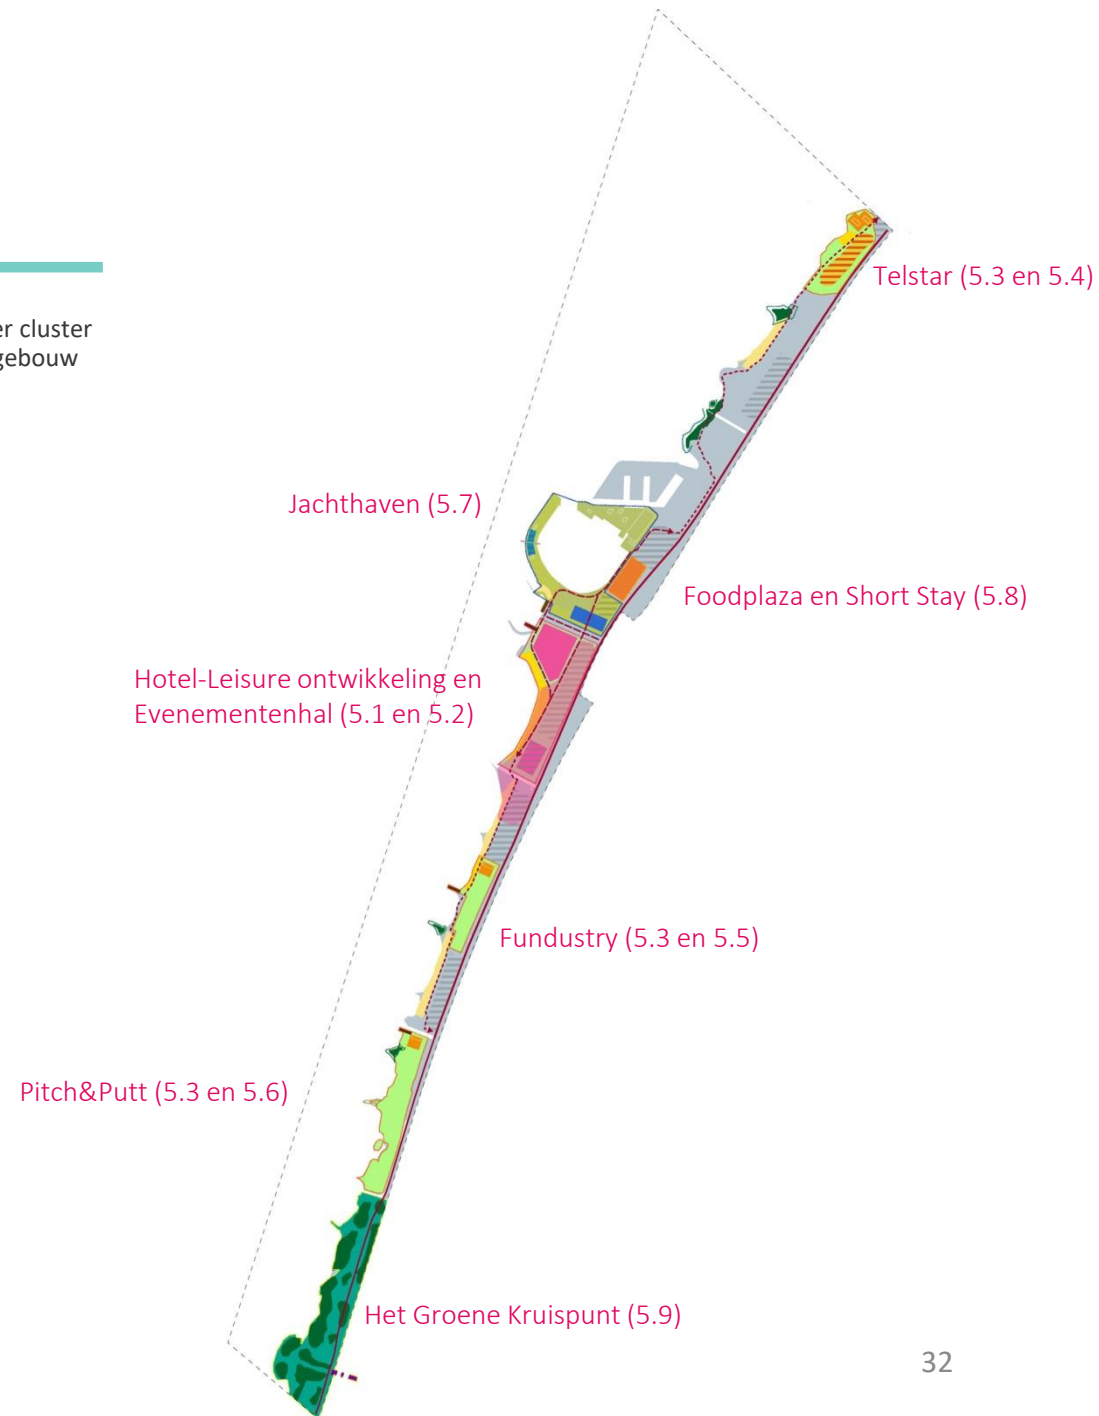 Telstar (5.3 en 5.4)
er cluster
gebouw
Jachthaven (5.7)
Foodplaza en Short Stay (5.8)
Hotel-Leisure ontwikkeling en
Evenementenhal (5.1 en 5.2)
Fundustry (5.3 en 5.5)
Pitch&Putt (5.3 en 5.6)
Het Groene Kruispunt (5.9)
32